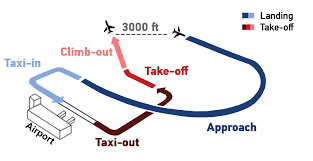 3000 ft
Landing
Take-off
Climb-out
Taxi-in
Take-off
Airport
Taxi-out
Approach